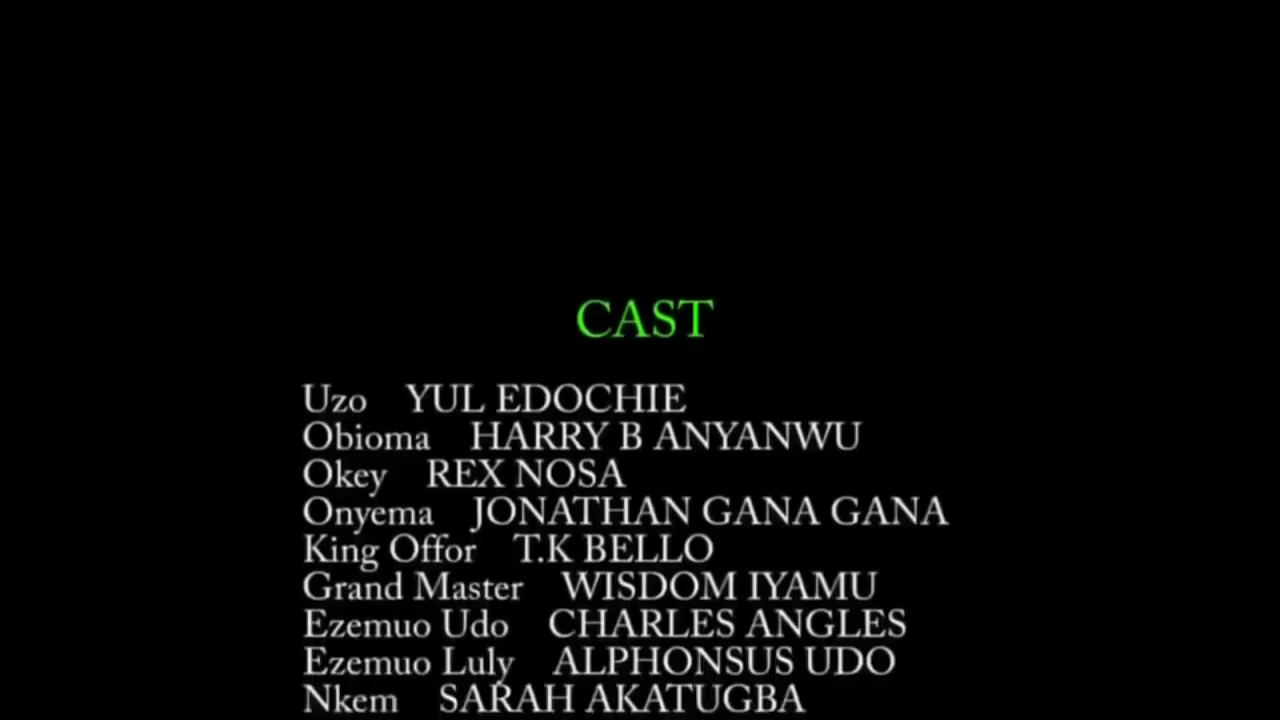 CAST
Uzo YUL EDOCHIE
Obioma HARRY B ANYANWU
Okey REX NOSA
Onyema JONATHAN GANA GANA
King Offor T.K BELLO
Grand Master WISDOM IYAMU
Ezemuo Udo CHARLES ANGLES
Ezemuo Luly ALPHONSUS UDO
Nkem SARAH AKATUGBA